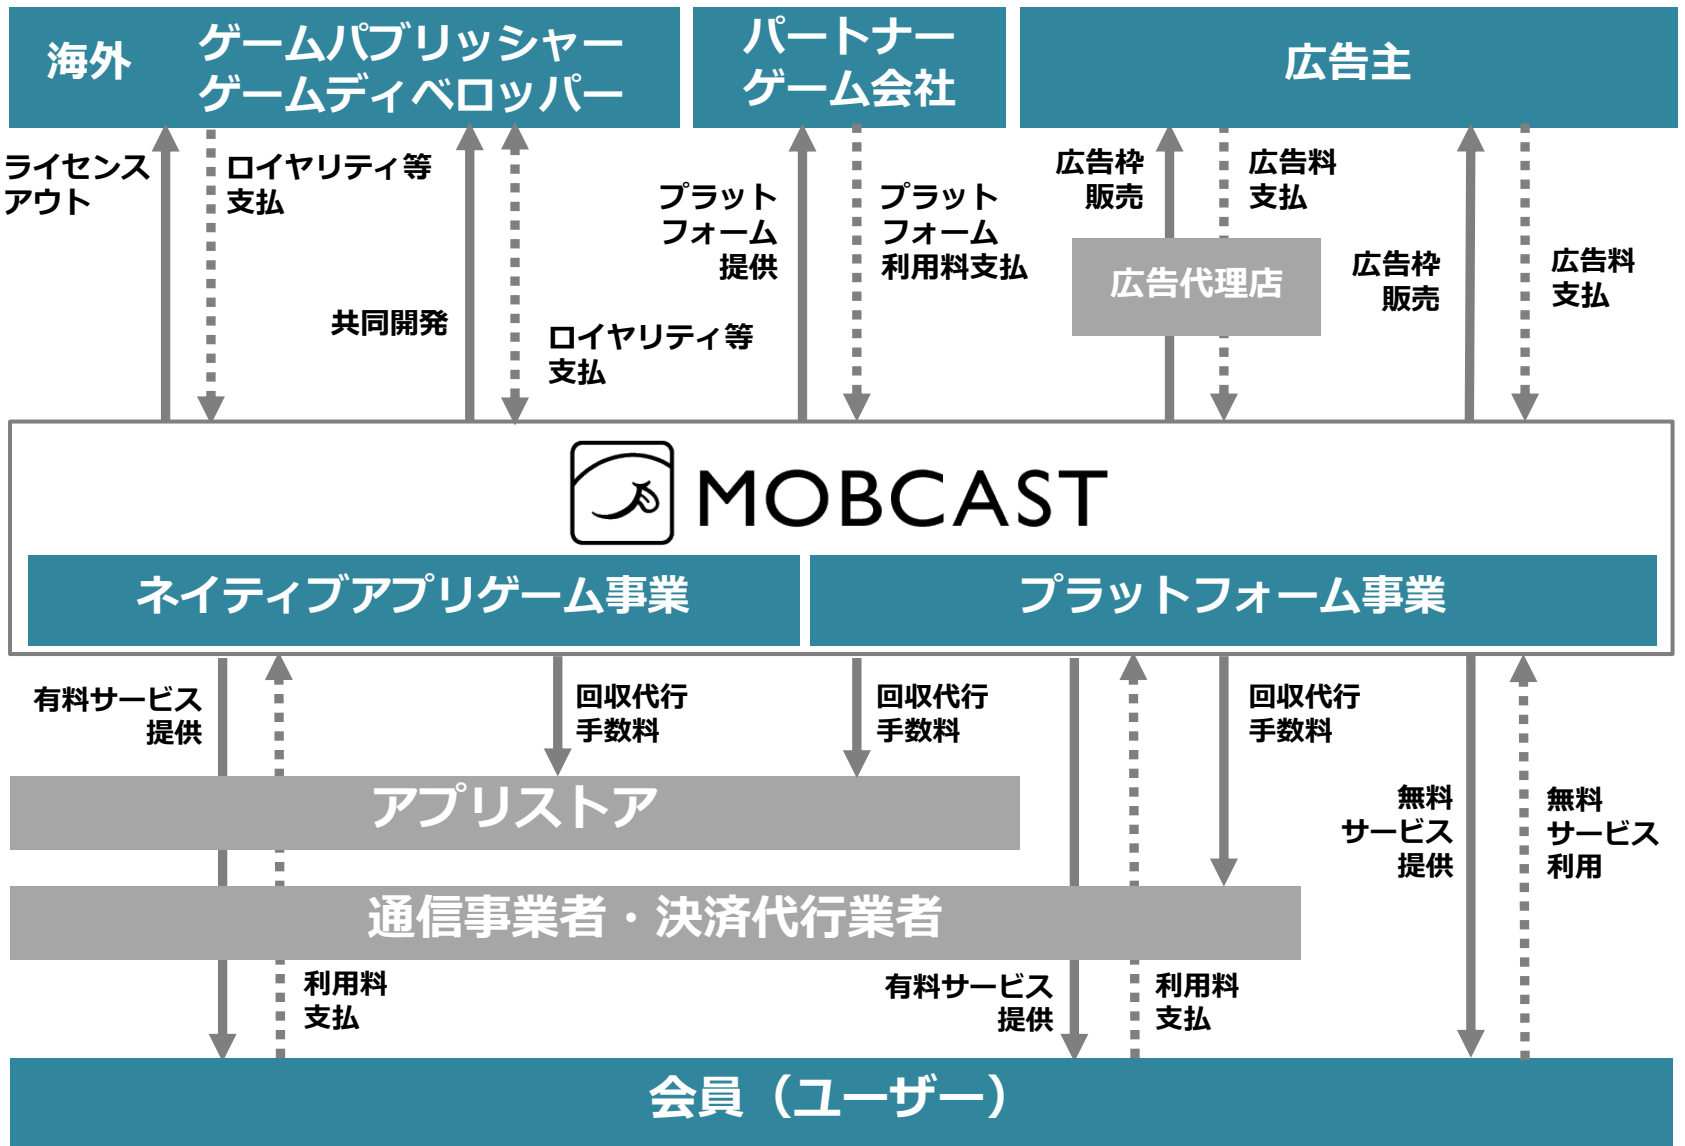 海外
ゲームパブリッシャー
ゲームディベロッパー
パートナー
ゲーム会社
広告主
ライセンス
アウト
ロイヤリティ等
支払
共同開発
ロイヤリティ等
支払
プラット
フォーム
提供
プラット
フォーム
利用料支払
広告枠
販売
広告料
支払
広告代理店
広告枠
販売
広告料
支払
MOBCAST
ネイティブアプリゲーム事業
プラットフォーム事業
有料サービス
提供
回収代行
手数料
回収代行
手数料
回収代行
手数料
アプリストア
無料
サービス
提供
無料
サービス
利用
通信事業者・決済代行業者
利用料
支払
有料サービス
提供
利用料
支払
会員（ユーザー）